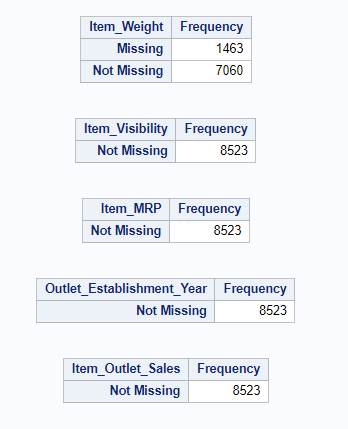 Item_Weight Frequency
Missing 1463
Not Missing 7060
Item_Visibility Frequency
Not Missing 8523
Item_MRP Frequency
Not Missing 8523
Outlet_Establishment_Year Frequency
Not Missing 8523
Item_Outlet_Sales Frequency
Not Missing 8523